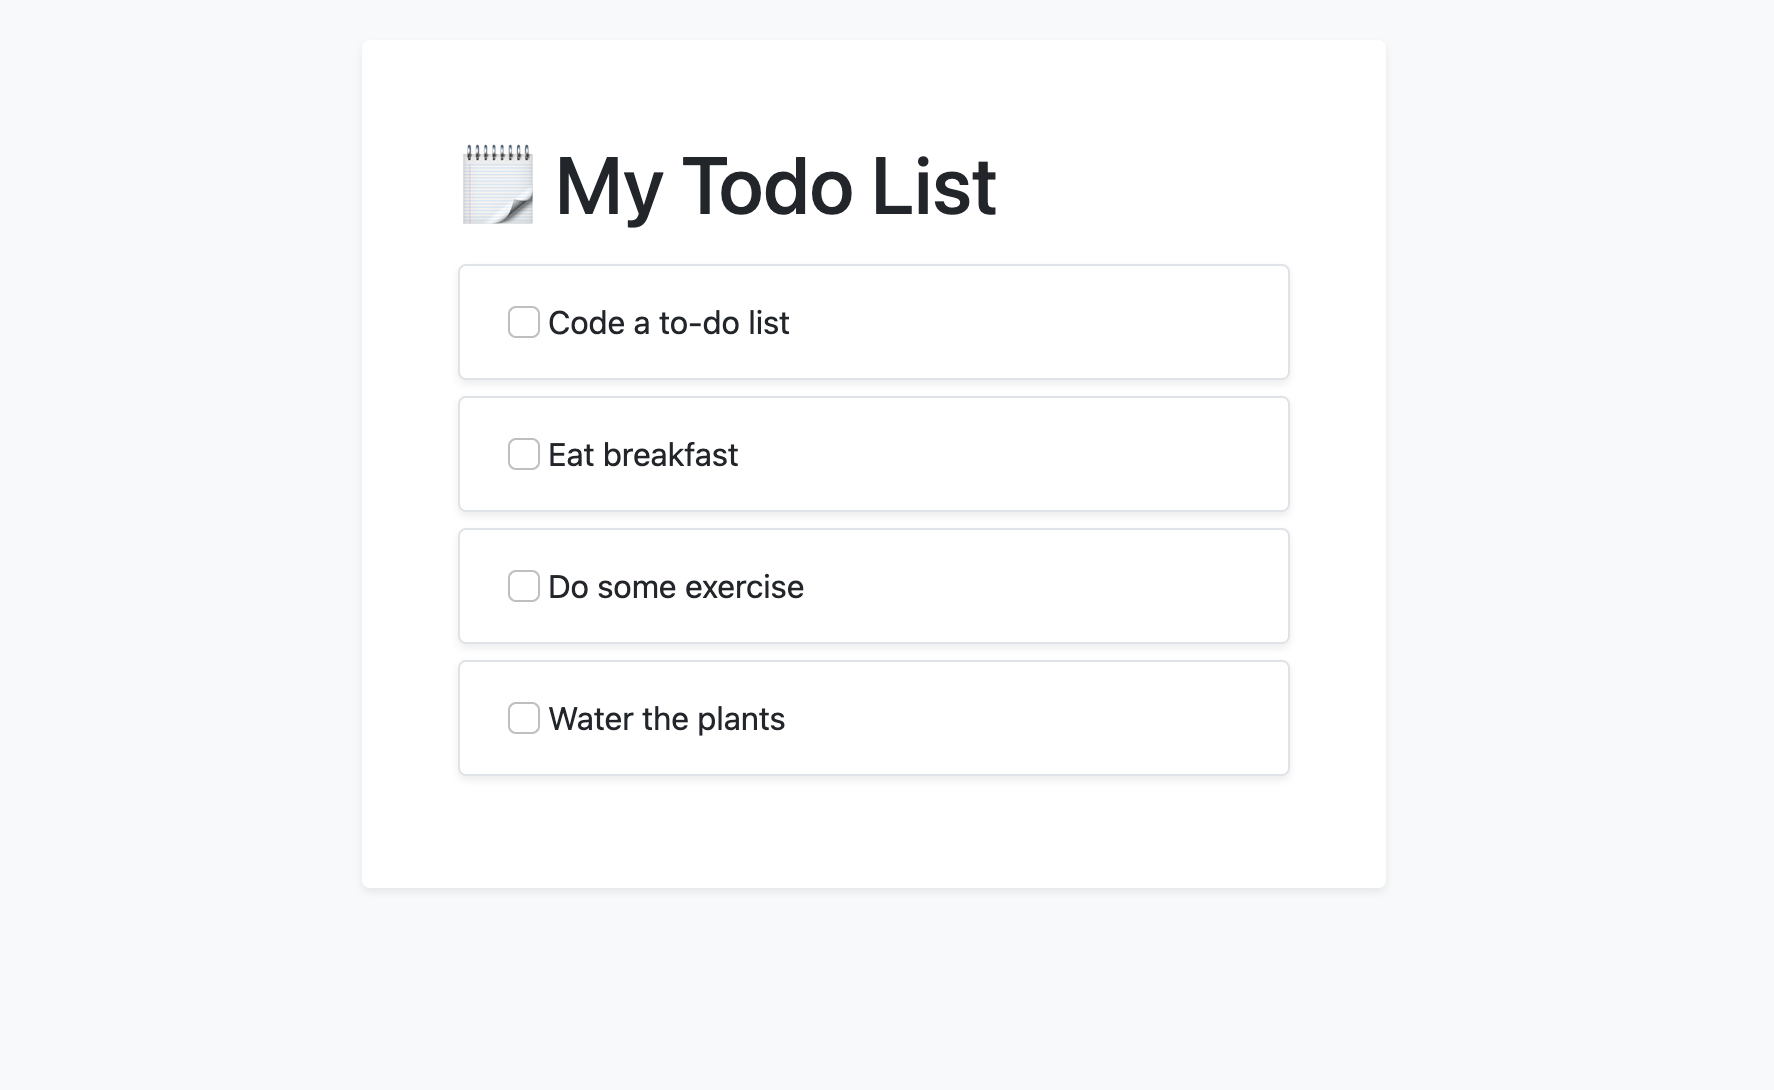 My Todo List
Code a to-do list
Eat breakfast
Do some exercise
Water the plants